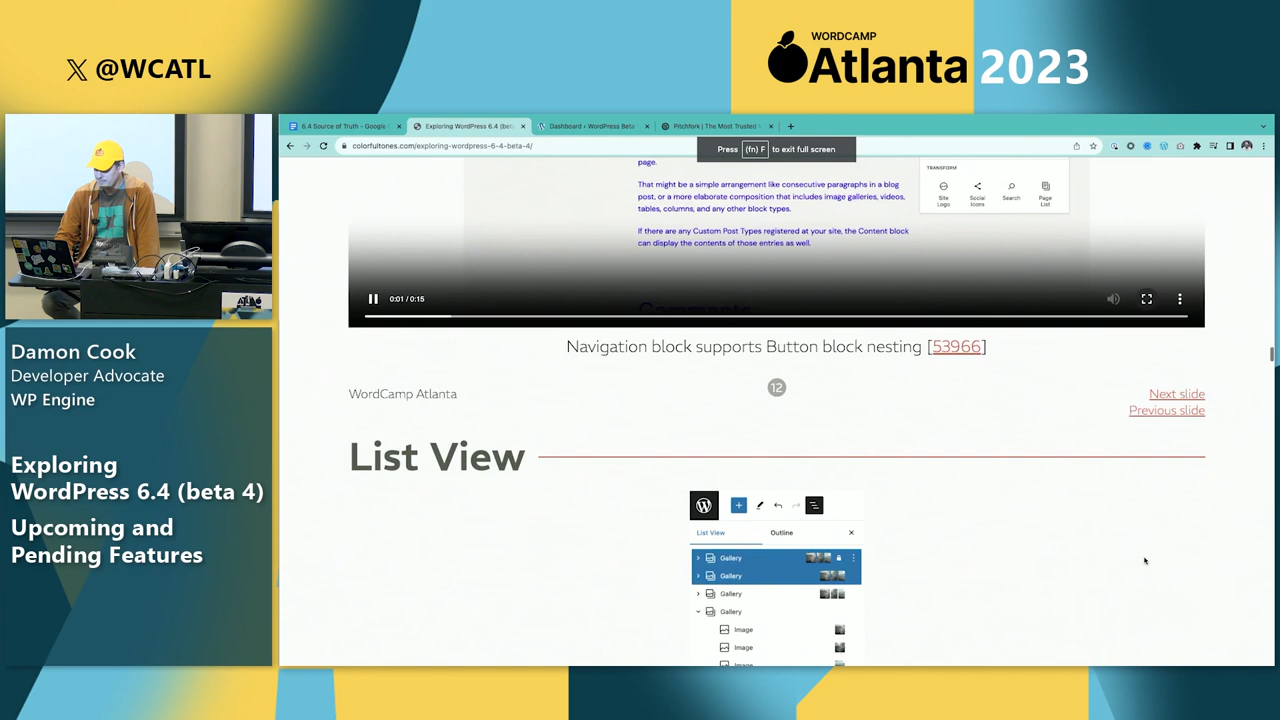 𝕏 @WCATL
WORDCAMP
Atlanta 2023
6.4 Source of Truth - Google
Exploring WordPress 6.4 (bet
Dashboard ‹ WordPress Beta
Pitchfork | The Most Trusted
colorfultones.com/exploring-wordpress-6-4-beta-4/
Press (fn) F to exit full screen
page.
That might be a simple arrangement like consecutive paragraphs in a blog
post, or a more elaborate composition that includes image galleries, videos,
tables, columns, and any other block types.
If there are any Custom Post Types registered at your site, the Content block
can display the contents of those entries as well.
Comments
TRANSFORM
Site Logo
Social Icons
Search
Page List
0:01 / 0:15
Navigation block supports Button block nesting [53966]
WordCamp Atlanta
12
Next slide
Previous slide
List View
List View
Outline
Gallery
Gallery
Gallery
Gallery
Image
Image
Image
Damon Cook
Developer Advocate
WP Engine
Exploring
WordPress 6.4 (beta 4)
Upcoming and
Pending Features